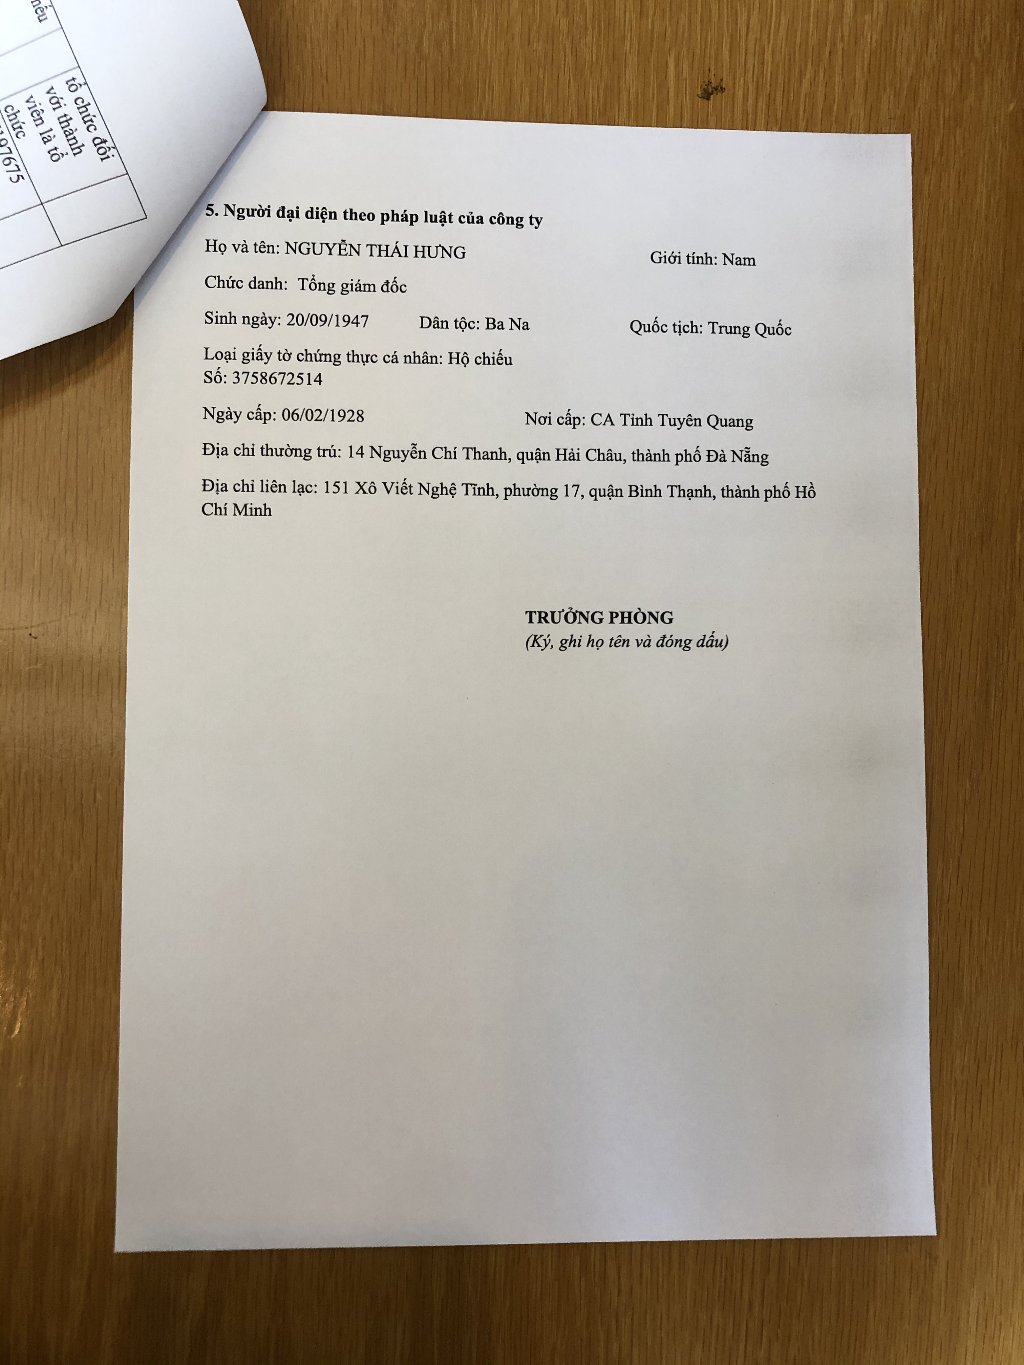 nếu
tổ chức đối
với thành
viên là tổ
chức
197675
5. Người đại diện theo pháp luật của công ty
Họ và tên: NGUYỄN THÁI HƯNG Giới tính: Nam
Chức danh: Tổng giám đốc
Sinh ngày: 20/09/1947 Dân tộc: Ba Na Quốc tịch: Trung Quốc
Loại giấy tờ chứng thực cá nhân: Hộ chiếu
Số: 3758672514
Ngày cấp: 06/02/1928 Nơi cấp: CA Tỉnh Tuyên Quang
Địa chỉ thường trú: 14 Nguyễn Chí Thanh, quận Hải Châu, thành phố Đà Nẵng
Địa chỉ liên lạc: 151 Xô Viết Nghệ Tĩnh, phường 17, quận Bình Thạnh, thành phố Hồ
Chí Minh
TRƯỞNG PHÒNG
(Ký, ghi họ tên và đóng dấu)